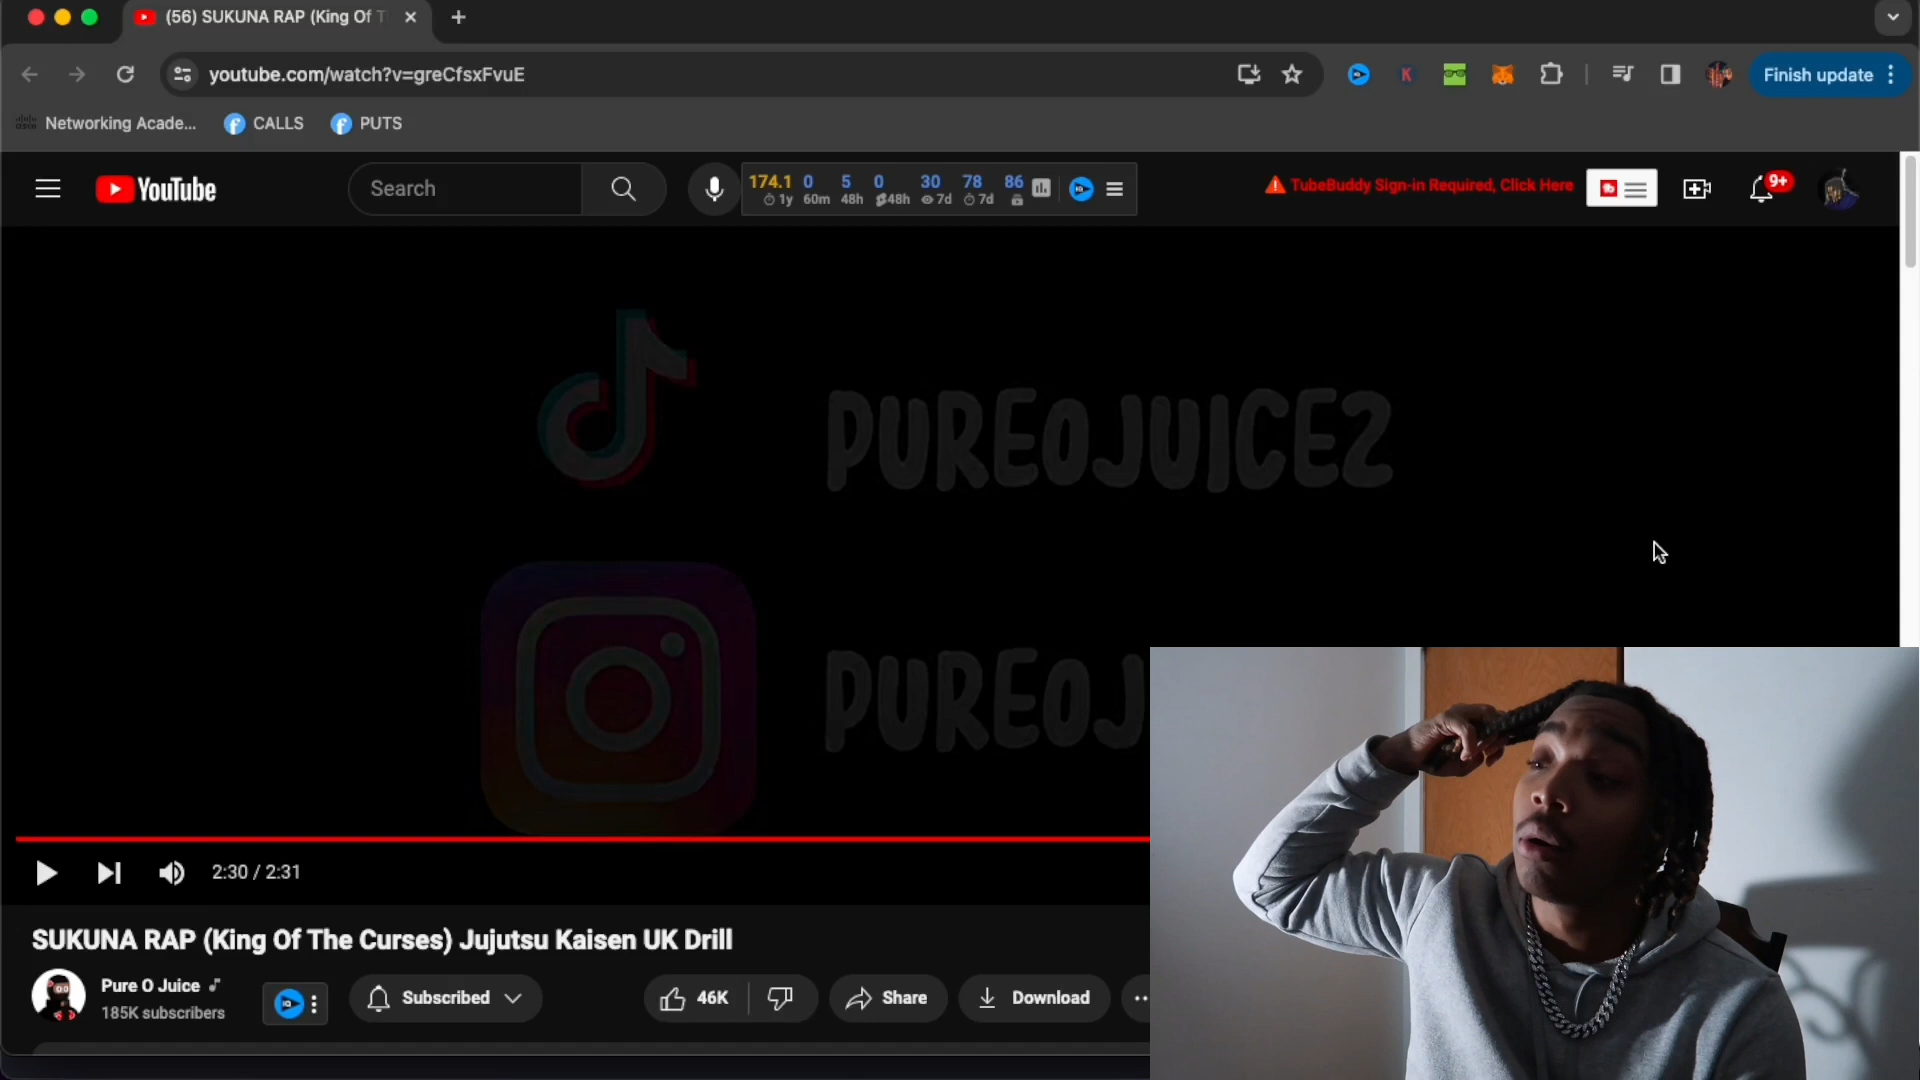 (56) SUKUNA RAP (King Of T
youtube.com/watch?v=greCfsxFvuE
Finish update
Networking Acade... CALLS PUTS
YouTube
Search
174.1 0 5 0 30 78 86
1y 60m 48h 48h 7d 7d
TubeBuddy Sign-in Required, Click Here
9+
PUREOJUICE2
PUREOJ
2:30 / 2:31
SUKUNA RAP (King Of The Curses) Jujutsu Kaisen UK Drill
Pure O Juice
185K subscribers
Subscribed
46K
Share
Download